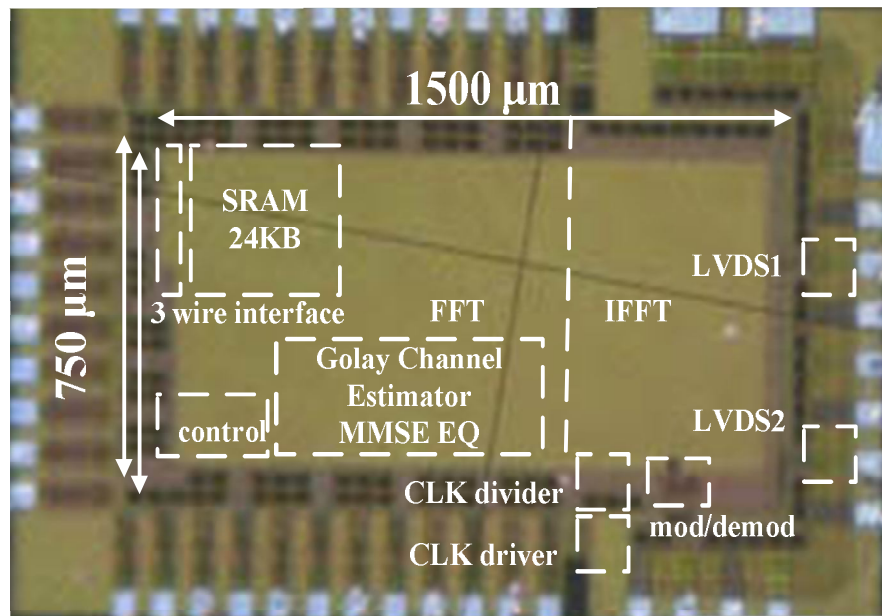 1500 μm
750 μm
SRAM
24KB
LVDS1
3 wire interface
FFT
IFFT
Golay Channel
Estimator
MMSE EQ
control
LVDS2
CLK divider
mod/demod
CLK driver